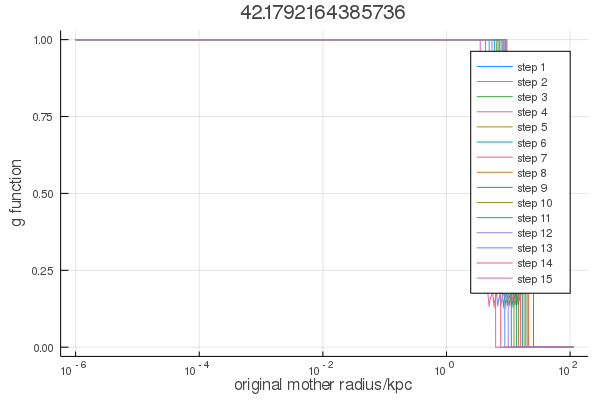 42.1792164385736
1.00
0.75
0.50
0.25
0.00
g function
step 1
step 2
step 3
step 4
step 5
step 6
step 7
step 8
step 9
step 10
step 11
step 12
step 13
step 14
step 15
10⁻⁶ 10⁻⁴ 10⁻² 10⁰ 10²
original mother radius/kpc